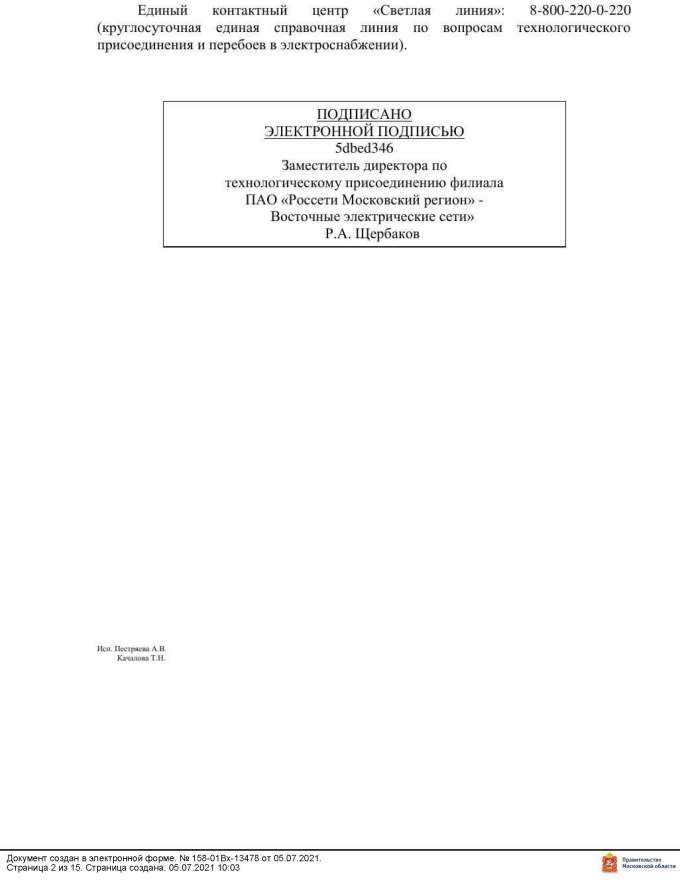 Единый контактный центр «Светлая линия»: 8-800-220-0-220
(круглосуточная единая справочная линия по вопросам технологического
присоединения и перебоев в электроснабжении).
ПОДПИСАНО
ЭЛЕКТРОННОЙ ПОДПИСЬЮ
5dbed346
Заместитель директора по
технологическому присоединению филиала
ПАО «Россети Московский регион» -
Восточные электрические сети»
Р.А. Щербаков
Исп. Пестряева А.В.
Качалова Т.Н.
Документ создан в электронной форме. № 158-01Вх-13478 от 05.07.2021.
Страница 2 из 15. Страница создана: 05.07.2021 10:03
Правительство
Московской области